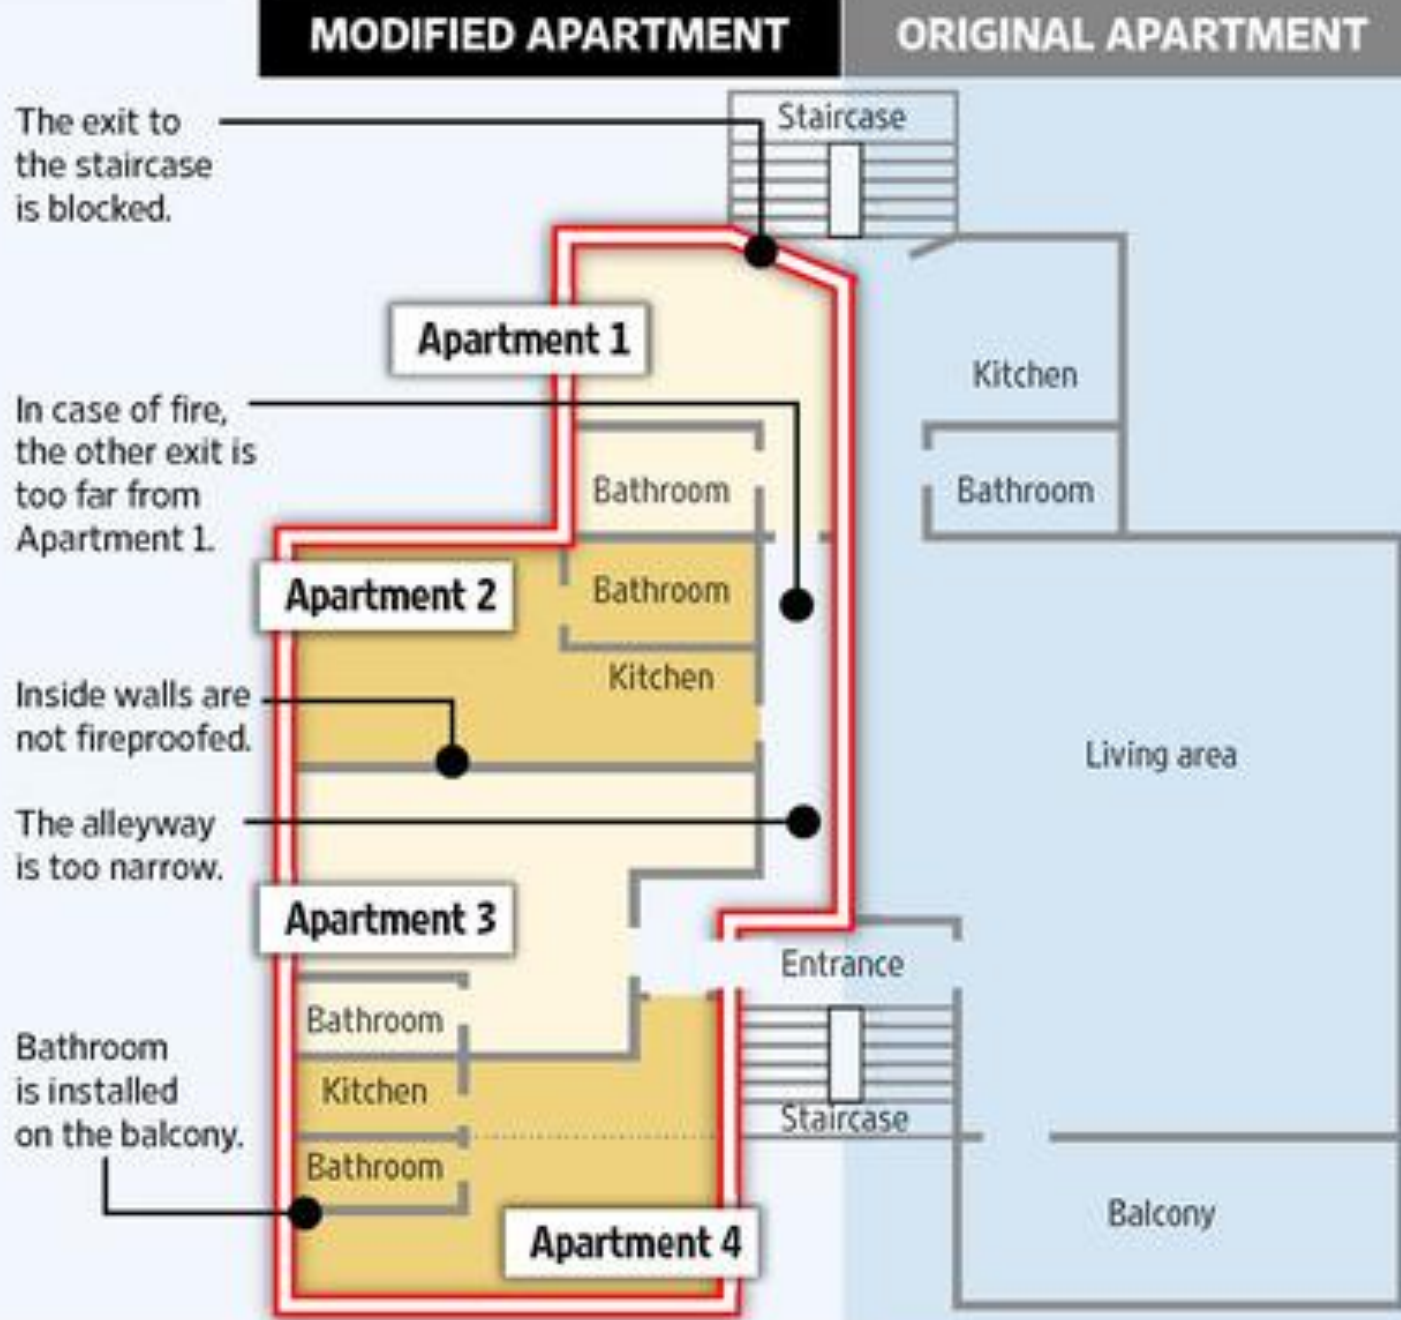 MODIFIED APARTMENT
ORIGINAL APARTMENT
The exit to
the staircase
is blocked.
Staircase
Apartment 1
Kitchen
In case of fire,
the other exit is
too far from
Apartment 1.
Bathroom
Bathroom
Apartment 2
Bathroom
Kitchen
Inside walls are
not fireproofed.
Living area
The alleyway
is too narrow.
Apartment 3
Entrance
Bathroom
Bathroom
is installed
on the balcony.
Kitchen
Staircase
Bathroom
Apartment 4
Balcony